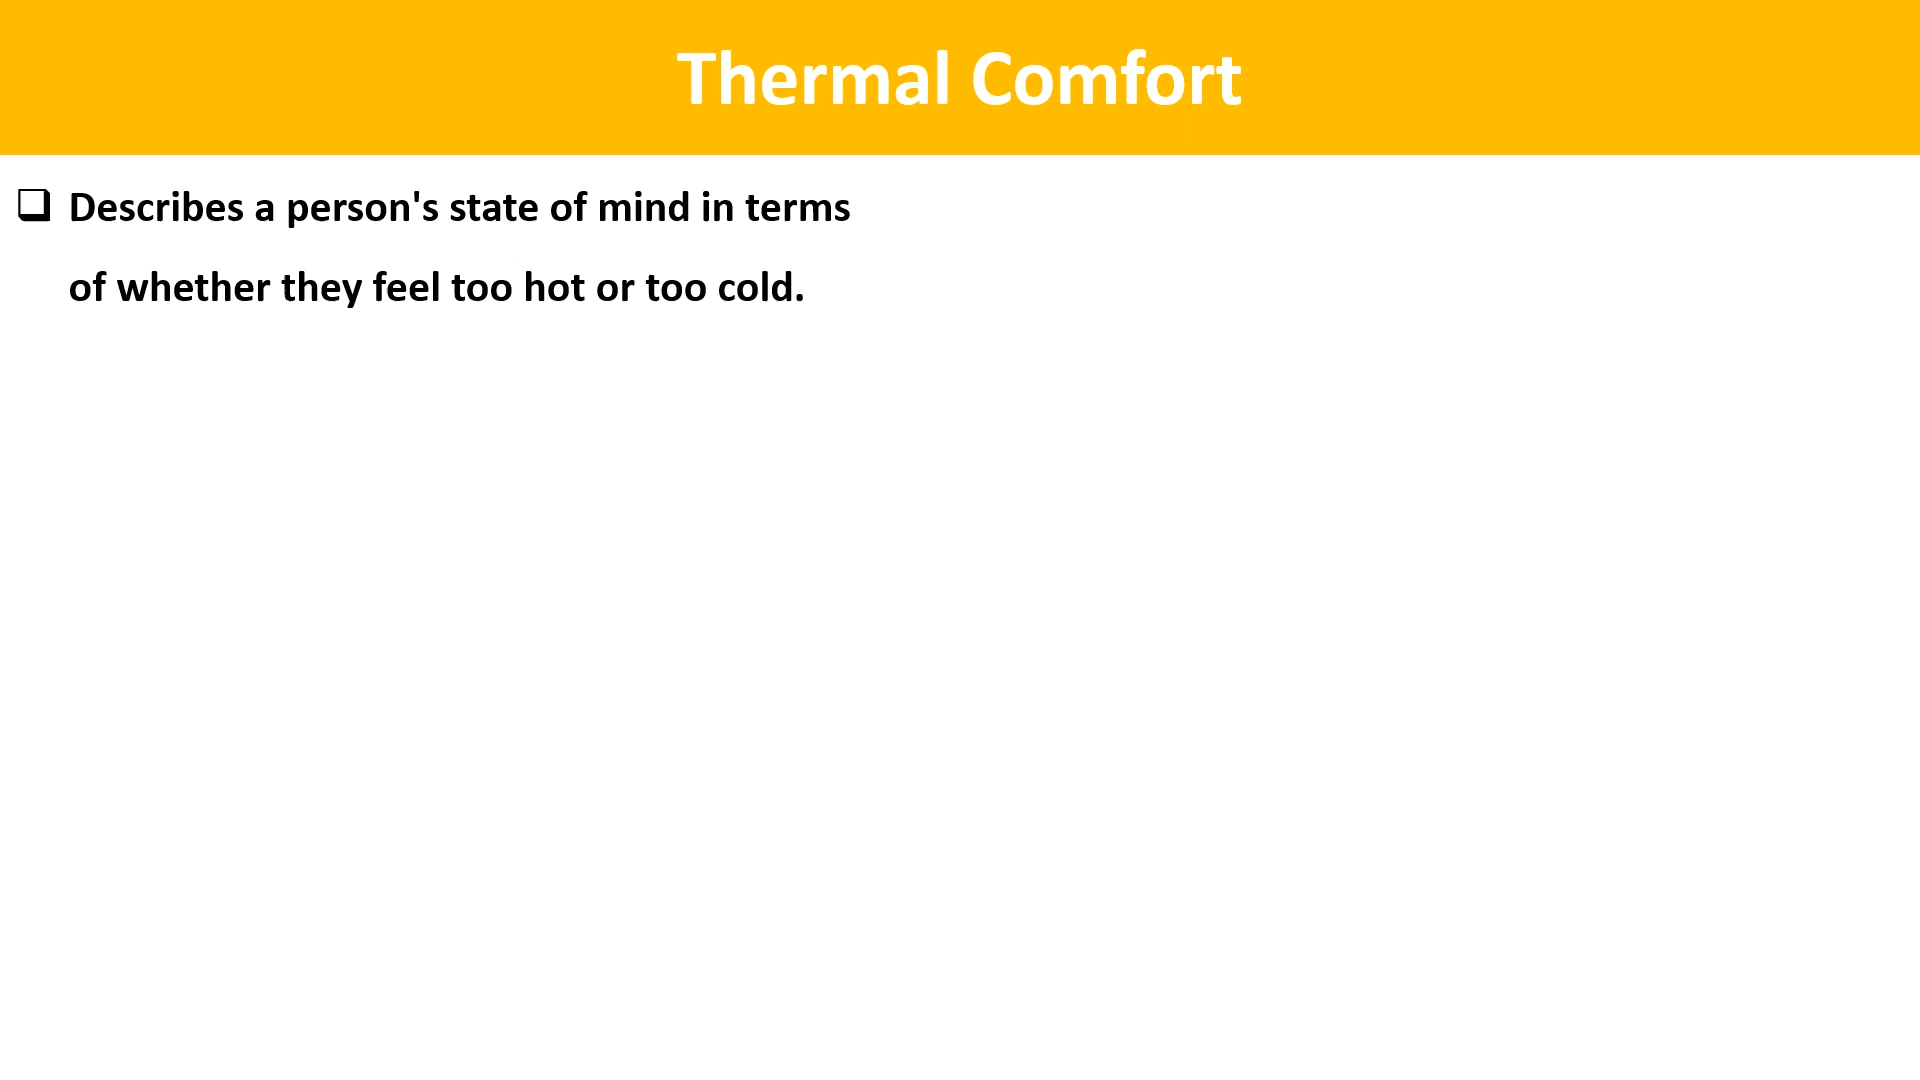 Thermal Comfort
❑ Describes a person's state of mind in terms
of whether they feel too hot or too cold.